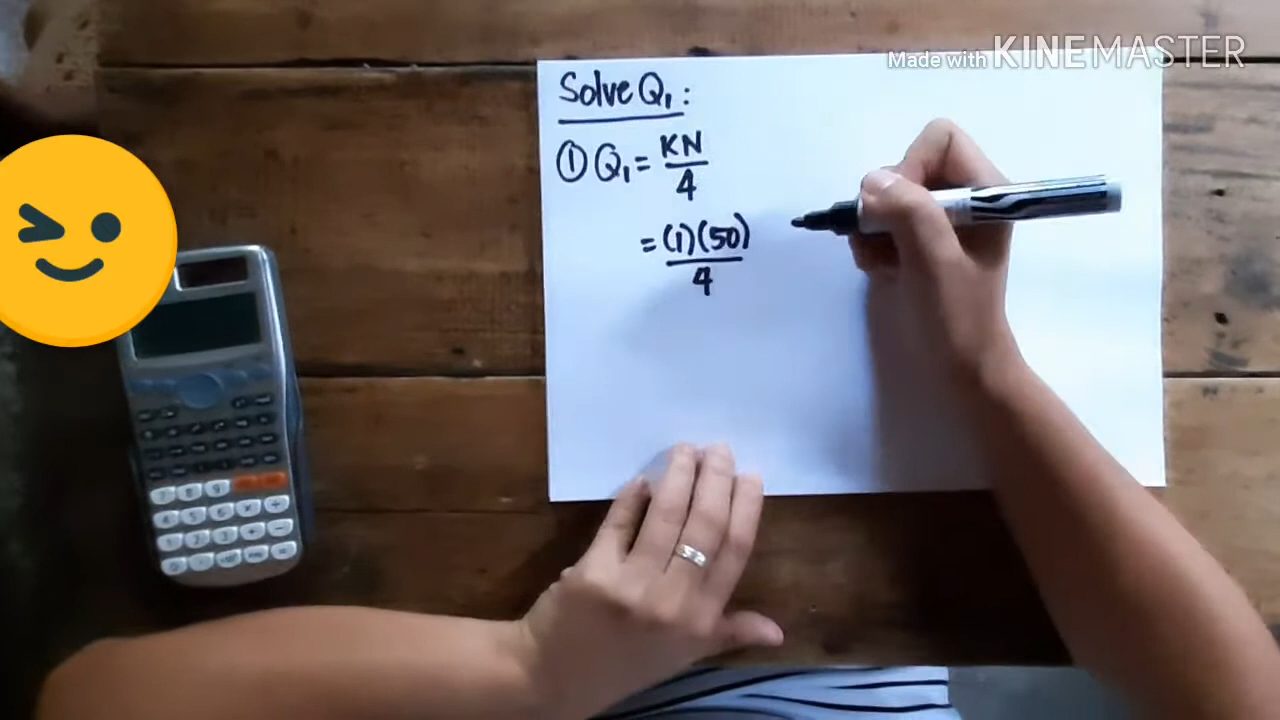 Made with KINEMASTER
Solve Q₁:
① Q₁ = KN
4
= (1)(50)
4